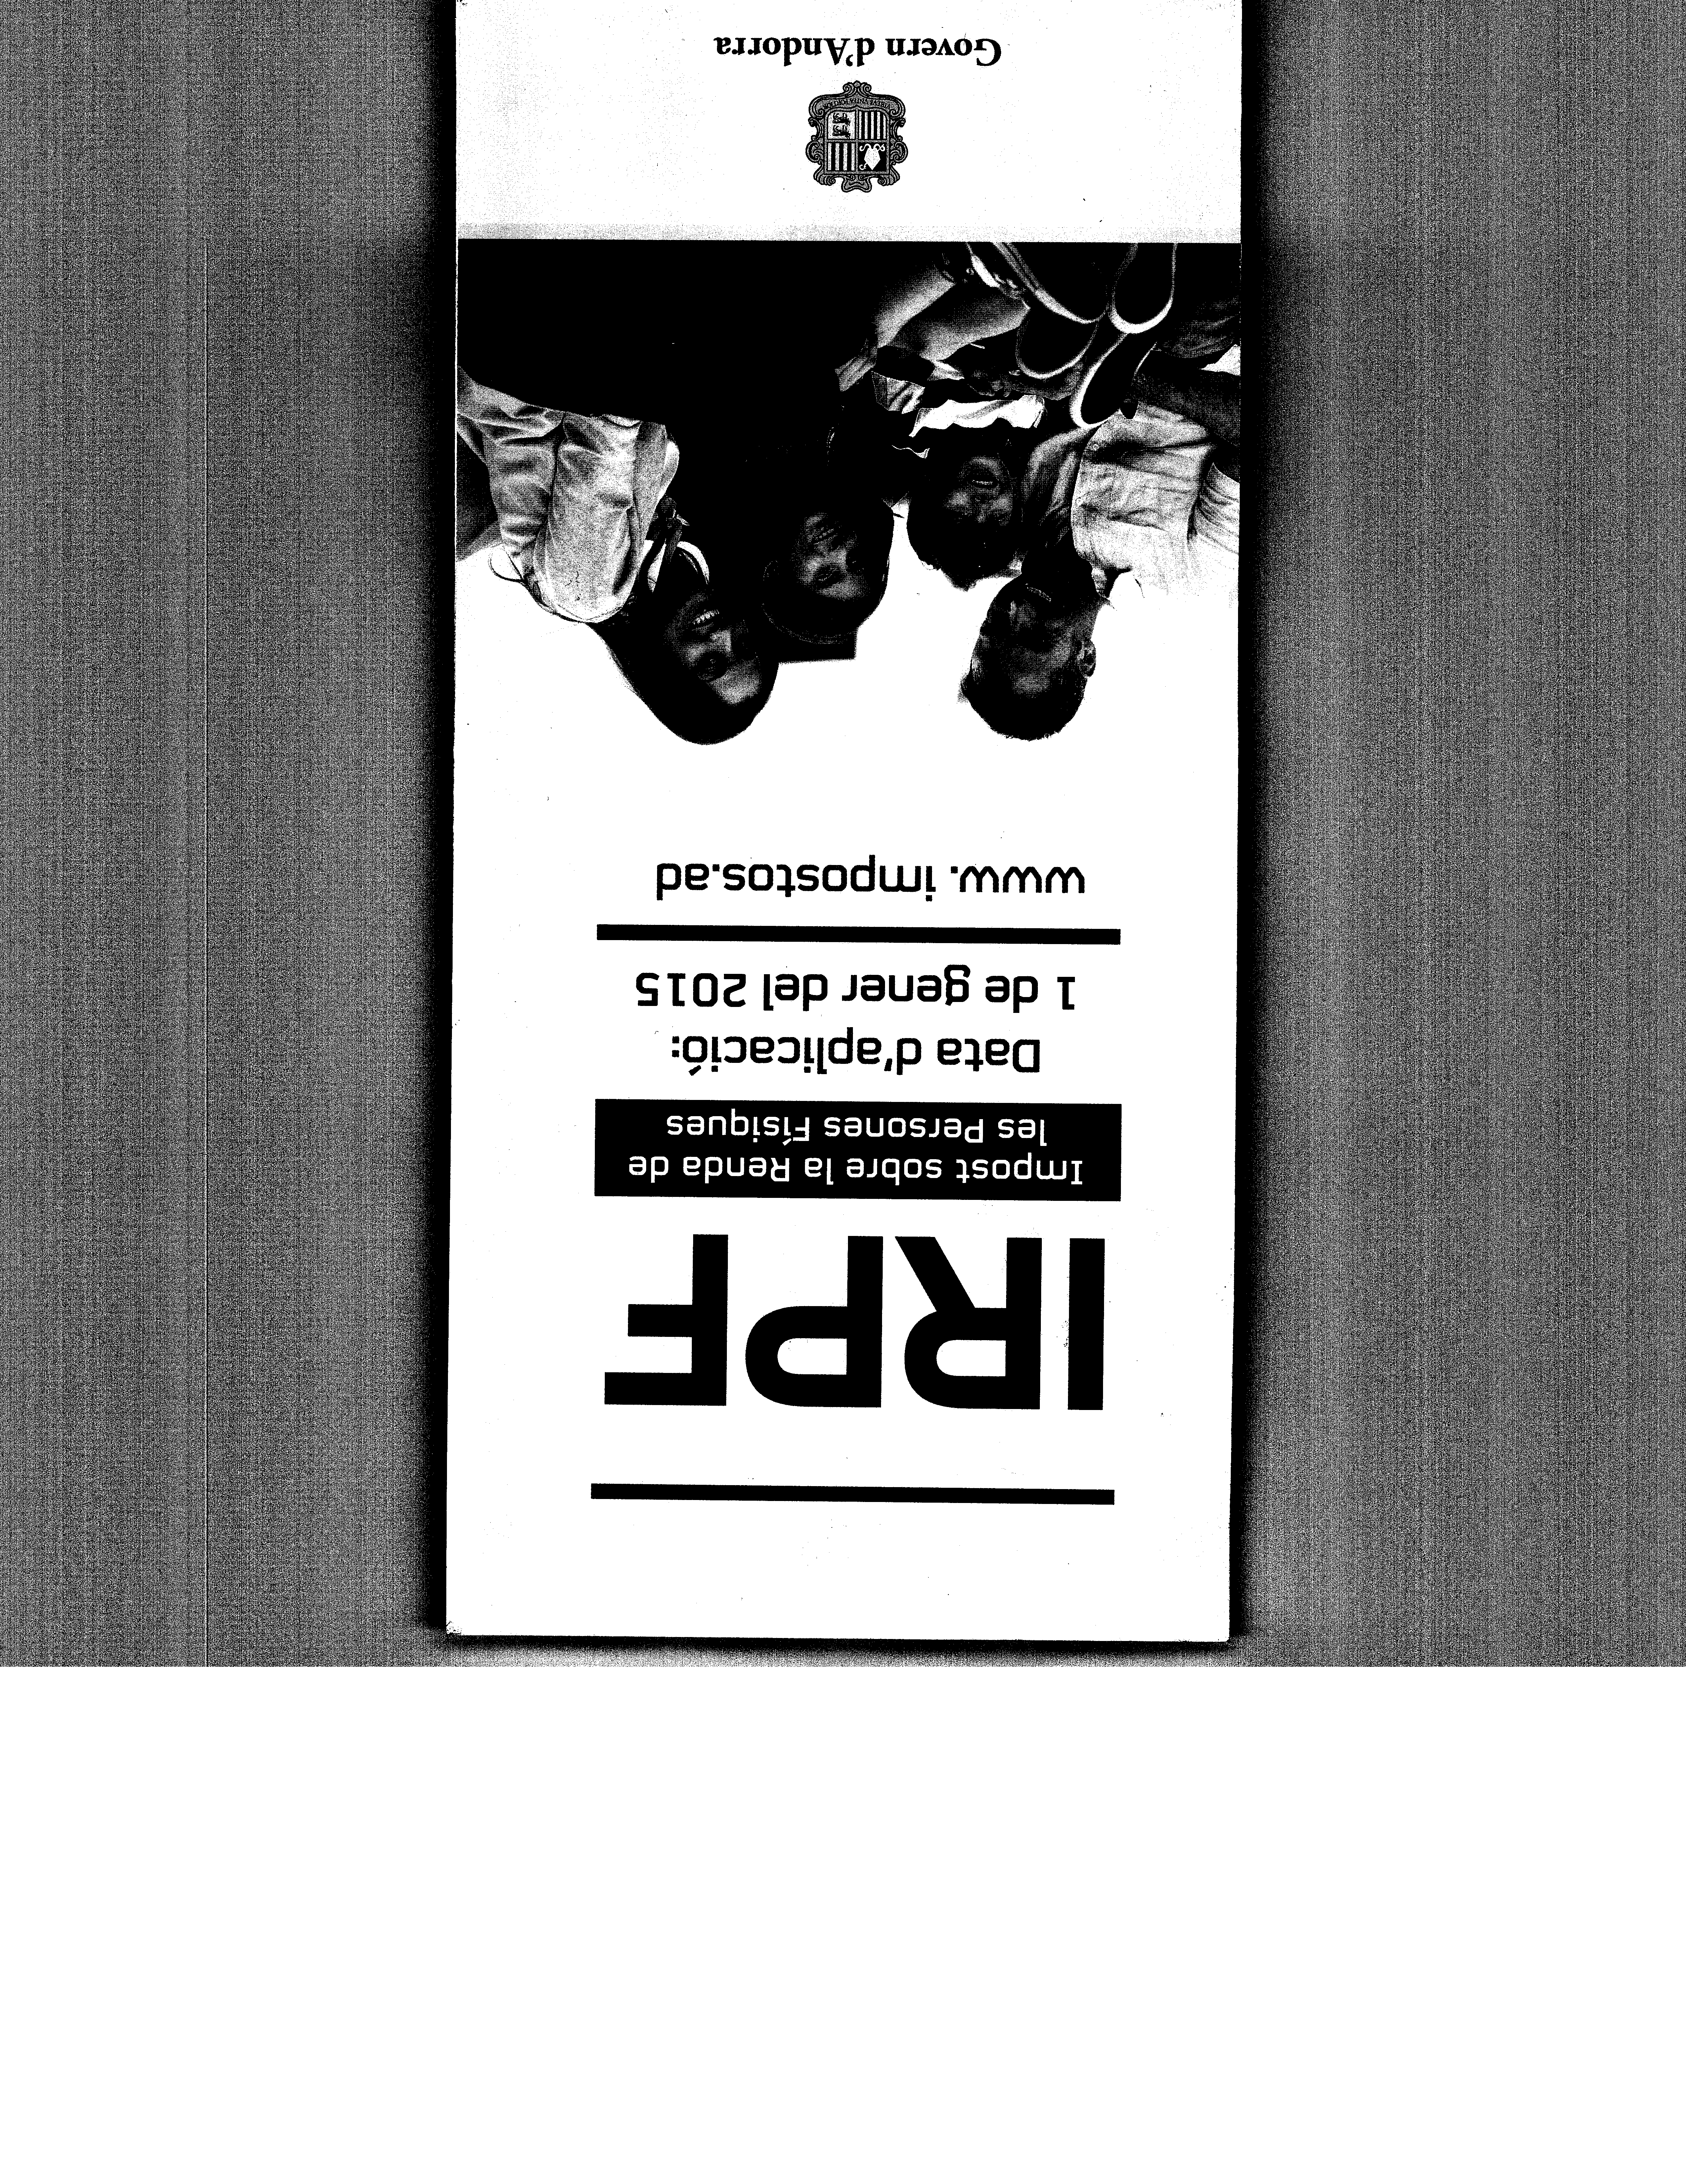 IRPF
Impost sobre la Renda de
les Persones Físiques
Data d'aplicació:
1 de gener del 2015
www. impostos.ad
Govern d'Andorra